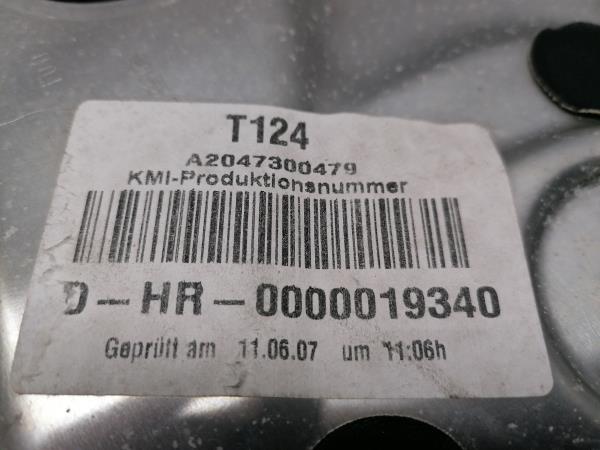 T124
A2047300479
KMI-Produktionsnummer
D-HR-0000019340
Geprüft am 11.06.07 um 11:06h